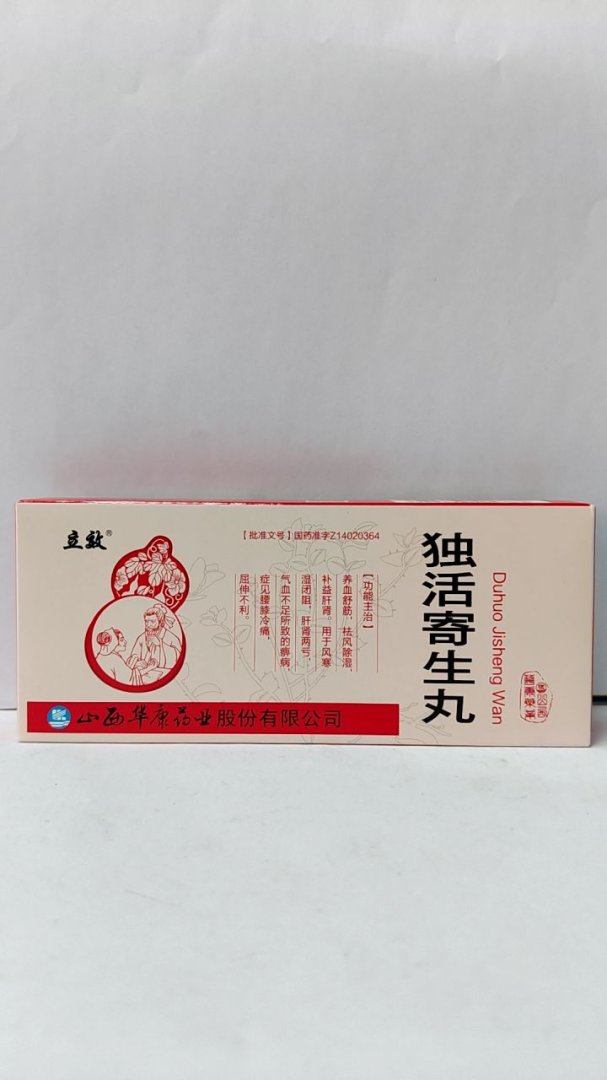 立效®
【批准文号】国药准字Z14020364
独活寄生丸
Duhuo Jisheng Wan
【功能主治】
养血舒筋，祛风除湿，
补益肝肾。用于风寒
湿闭阻，肝肾两亏，
气血不足所致的痹病，
症见腰膝冷痛，
屈伸不利。
山西华康药业股份有限公司